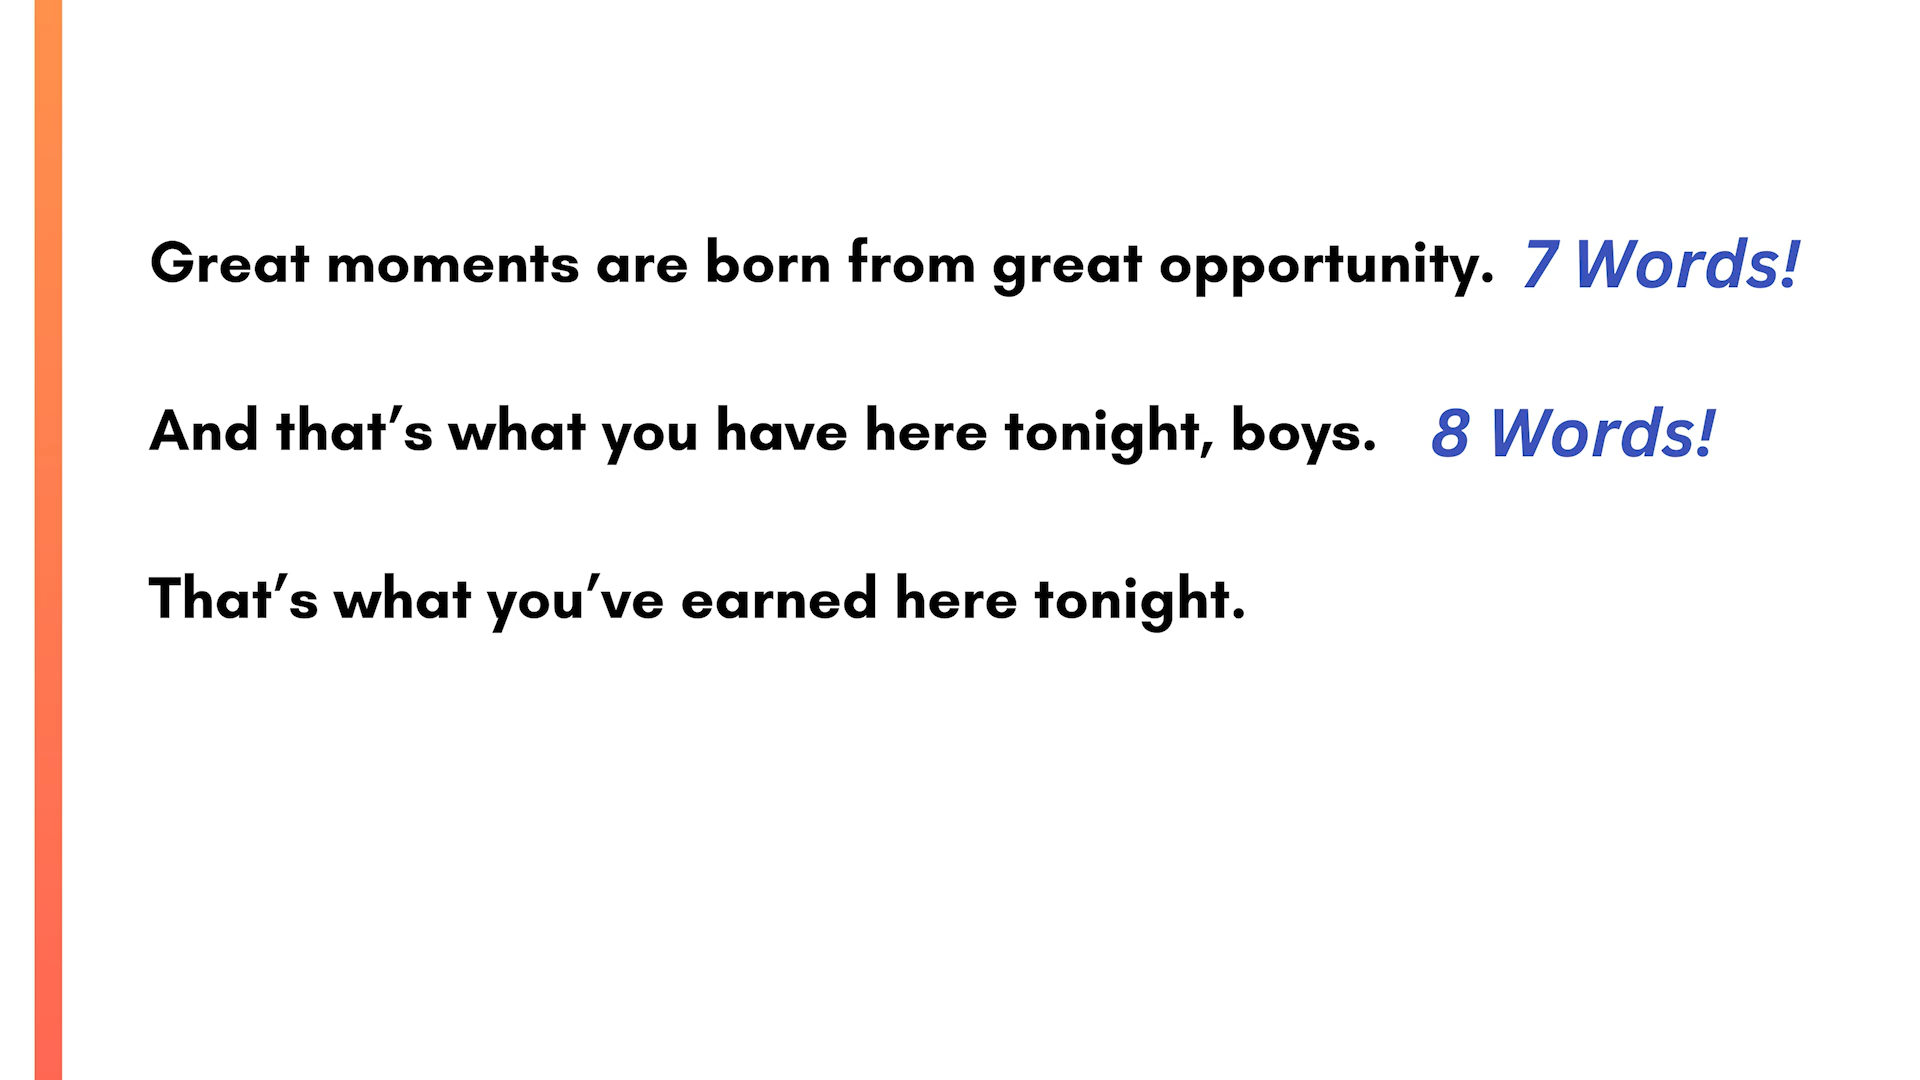 Great moments are born from great opportunity. 7 Words!
And that’s what you have here tonight, boys. 8 Words!
That’s what you’ve earned here tonight.